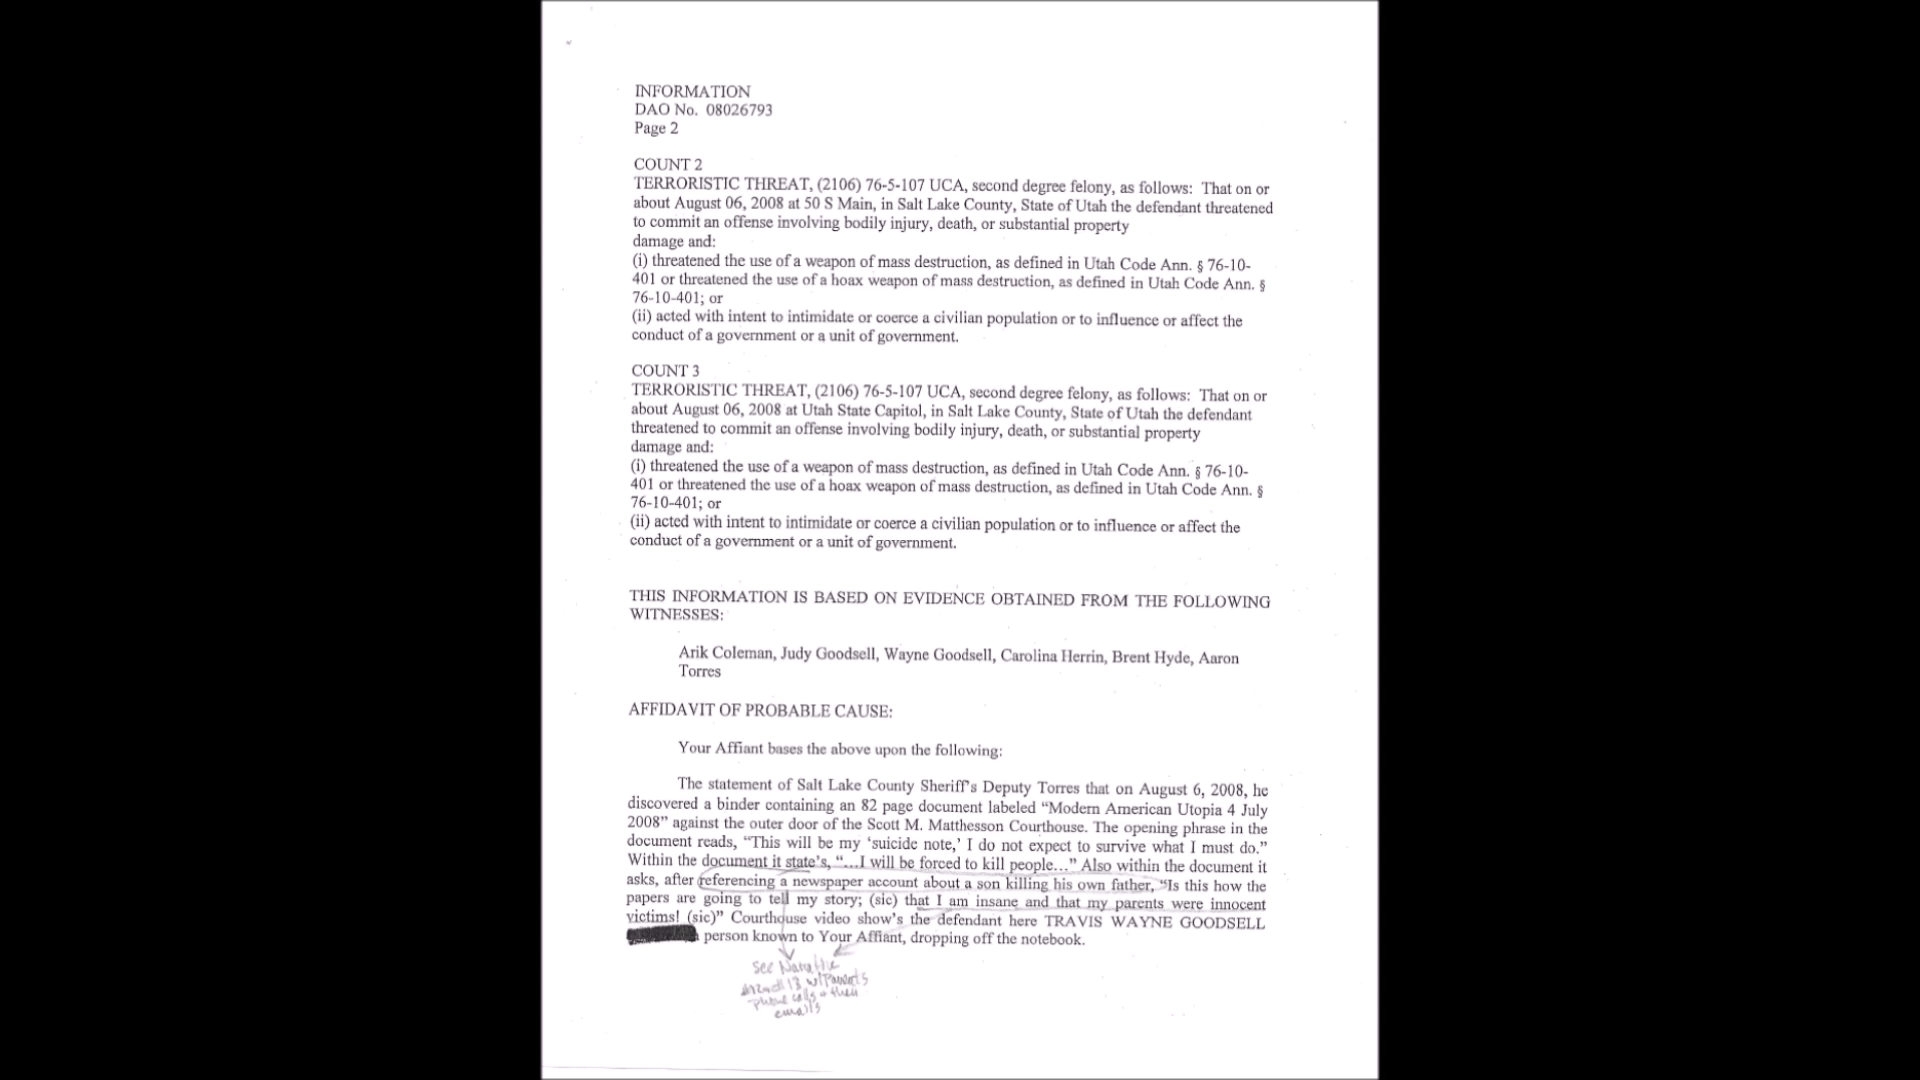 INFORMATION
DAO No. 08026793
Page 2
COUNT 2
TERRORISTIC THREAT, (2106) 76-5-107 UCA, second degree felony, as follows: That on or
about August 06, 2008 at 50 S Main, in Salt Lake County, State of Utah the defendant threatened
to commit an offense involving bodily injury, death, or substantial property
damage and:
(i) threatened the use of a weapon of mass destruction, as defined in Utah Code Ann. § 76-10-
401 or threatened the use of a hoax weapon of mass destruction, as defined in Utah Code Ann. §
76-10-401; or
(ii) acted with intent to intimidate or coerce a civilian population or to influence or affect the
conduct of a government or a unit of government.
COUNT 3
TERRORISTIC THREAT, (2106) 76-5-107 UCA, second degree felony, as follows: That on or
about August 06, 2008 at Utah State Capitol, in Salt Lake County, State of Utah the defendant
threatened to commit an offense involving bodily injury, death, or substantial property
damage and:
(i) threatened the use of a weapon of mass destruction, as defined in Utah Code Ann. § 76-10-
401 or threatened the use of a hoax weapon of mass destruction, as defined in Utah Code Ann. §
76-10-401; or
(ii) acted with intent to intimidate or coerce a civilian population or to influence or affect the
conduct of a government or a unit of government.
THIS INFORMATION IS BASED ON EVIDENCE OBTAINED FROM THE FOLLOWING
WITNESSES:
Arik Coleman, Judy Goodsell, Wayne Goodsell, Carolina Herrin, Brent Hyde, Aaron
Torres
AFFIDAVIT OF PROBABLE CAUSE:
Your Affiant bases the above upon the following:
The statement of Salt Lake County Sheriff's Deputy Torres that on August 6, 2008, he
discovered a binder containing an 82 page document labeled “Modern American Utopia 4 July
2008” against the outer door of the Scott M. Matthesson Courthouse. The opening phrase in the
document reads, “This will be my ‘suicide note,’ I do not expect to survive what I must do.”
Within the document it state's, “...I will be forced to kill people...” Also within the document it
asks, after referencing a newspaper account about a son killing his own father, “Is this how the
papers are going to tell my story; (sic) that I am insane and that my parents were innocent
victims! (sic)” Courthouse video show's the defendant here TRAVIS WAYNE GOODSELL
person known to Your Affiant, dropping off the notebook.
see Narrative
13 w/Parents
phone calls + their
emails